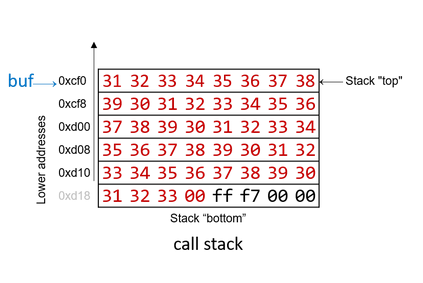 buf 0xcf0 31 32 33 34 35 36 37 38 Stack "top"
0xcf8 39 30 31 32 33 34 35 36
0xd00 37 38 39 30 31 32 33 34
0xd08 35 36 37 38 39 30 31 32
0xd10 33 34 35 36 37 38 39 30
0xd18 31 32 33 00 ff f7 00 00
Lower addresses
Stack “bottom”
call stack